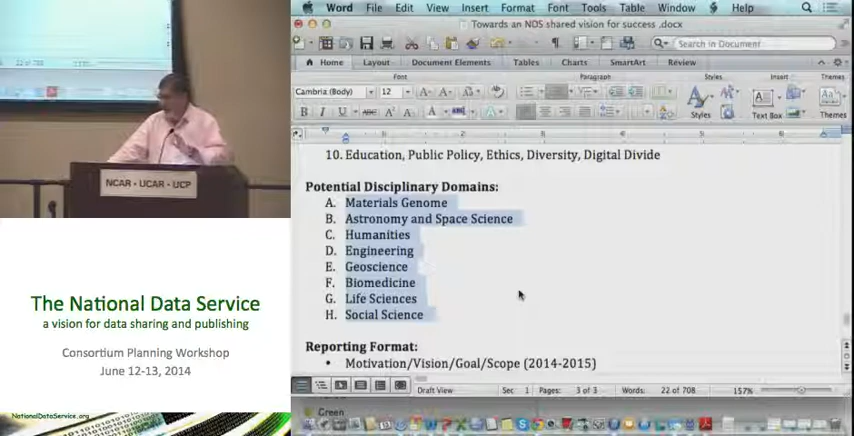 22 of 708
NCAR - UCAR - UCP
The National Data Service
a vision for data sharing and publishing
Consortium Planning Workshop
June 12-13, 2014
NationalDataService.org
Word File Edit View Insert Format Font Tools Table Window Help
Towards an NDS shared vision for success .docx
Search in Document
Home Layout Document Elements Tables Charts SmartArt Review
Font Paragraph Styles Insert Themes
Cambria (Body) 12
Styles Text Box Themes
10. Education, Public Policy, Ethics, Diversity, Digital Divide
Potential Disciplinary Domains:
A. Materials Genome
B. Astronomy and Space Science
C. Humanities
D. Engineering
E. Geoscience
F. Biomedicine
G. Life Sciences
H. Social Science
Reporting Format:
• Motivation/Vision/Goal/Scope (2014-2015)
Draft View Sec 1 Pages: 3 of 3 Words: 22 of 708 157%
Green